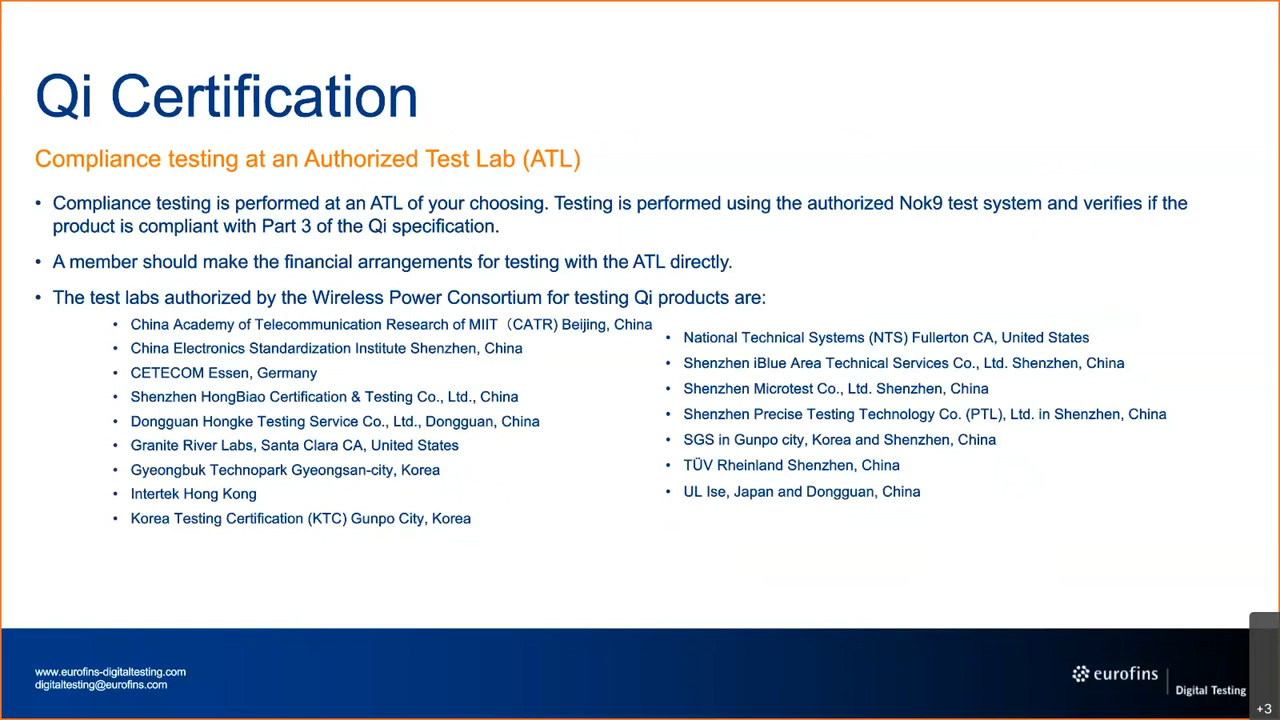 Qi Certification
Compliance testing at an Authorized Test Lab (ATL)
• Compliance testing is performed at an ATL of your choosing. Testing is performed using the authorized Nok9 test system and verifies if the
product is compliant with Part 3 of the Qi specification.
• A member should make the financial arrangements for testing with the ATL directly.
• The test labs authorized by the Wireless Power Consortium for testing Qi products are:
• China Academy of Telecommunication Research of MIIT（CATR) Beijing, China
• China Electronics Standardization Institute Shenzhen, China
• CETECOM Essen, Germany
• Shenzhen HongBiao Certification & Testing Co., Ltd., China
• Dongguan Hongke Testing Service Co., Ltd., Dongguan, China
• Granite River Labs, Santa Clara CA, United States
• Gyeongbuk Technopark Gyeongsan-city, Korea
• Intertek Hong Kong
• Korea Testing Certification (KTC) Gunpo City, Korea
• National Technical Systems (NTS) Fullerton CA, United States
• Shenzhen iBlue Area Technical Services Co., Ltd. Shenzhen, China
• Shenzhen Microtest Co., Ltd. Shenzhen, China
• Shenzhen Precise Testing Technology Co. (PTL), Ltd. in Shenzhen, China
• SGS in Gunpo city, Korea and Shenzhen, China
• TÜV Rheinland Shenzhen, China
• UL Ise, Japan and Dongguan, China
www.eurofins-digitaltesting.com
digitaltesting@eurofins.com
eurofins
Digital Testing
+3